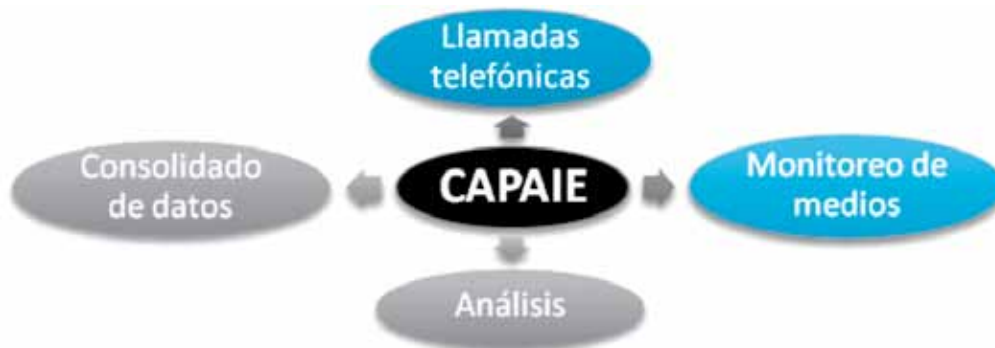 Llamadas
telefónicas
Consolidado
de datos
CAPAIE
Monitoreo de
medios
Análisis